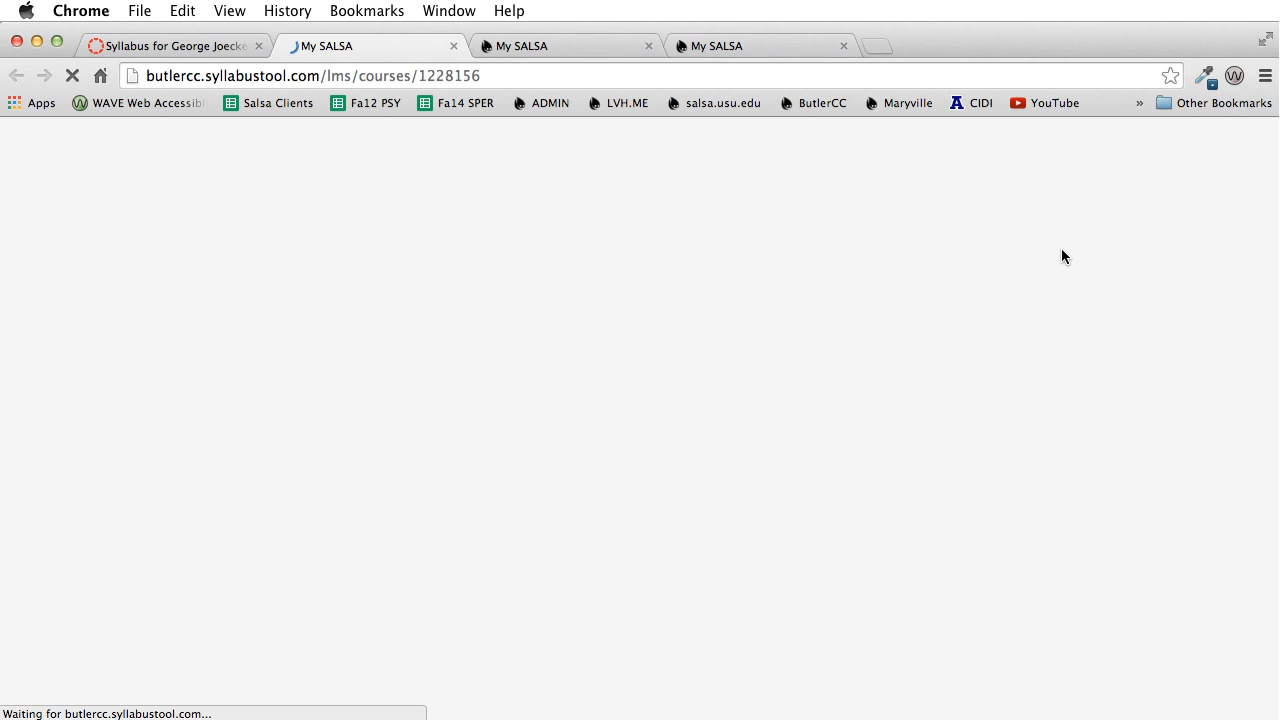 Chrome File Edit View History Bookmarks Window Help
Syllabus for George Joecke My SALSA My SALSA My SALSA
butlercc.syllabustool.com/lms/courses/1228156
Apps WAVE Web Accessib Salsa Clients Fa12 PSY Fa14 SPER ADMIN LVH.ME salsa.usu.edu ButlerCC Maryville CIDI YouTube » Other Bookmarks
Waiting for butlercc.syllabustool.com...